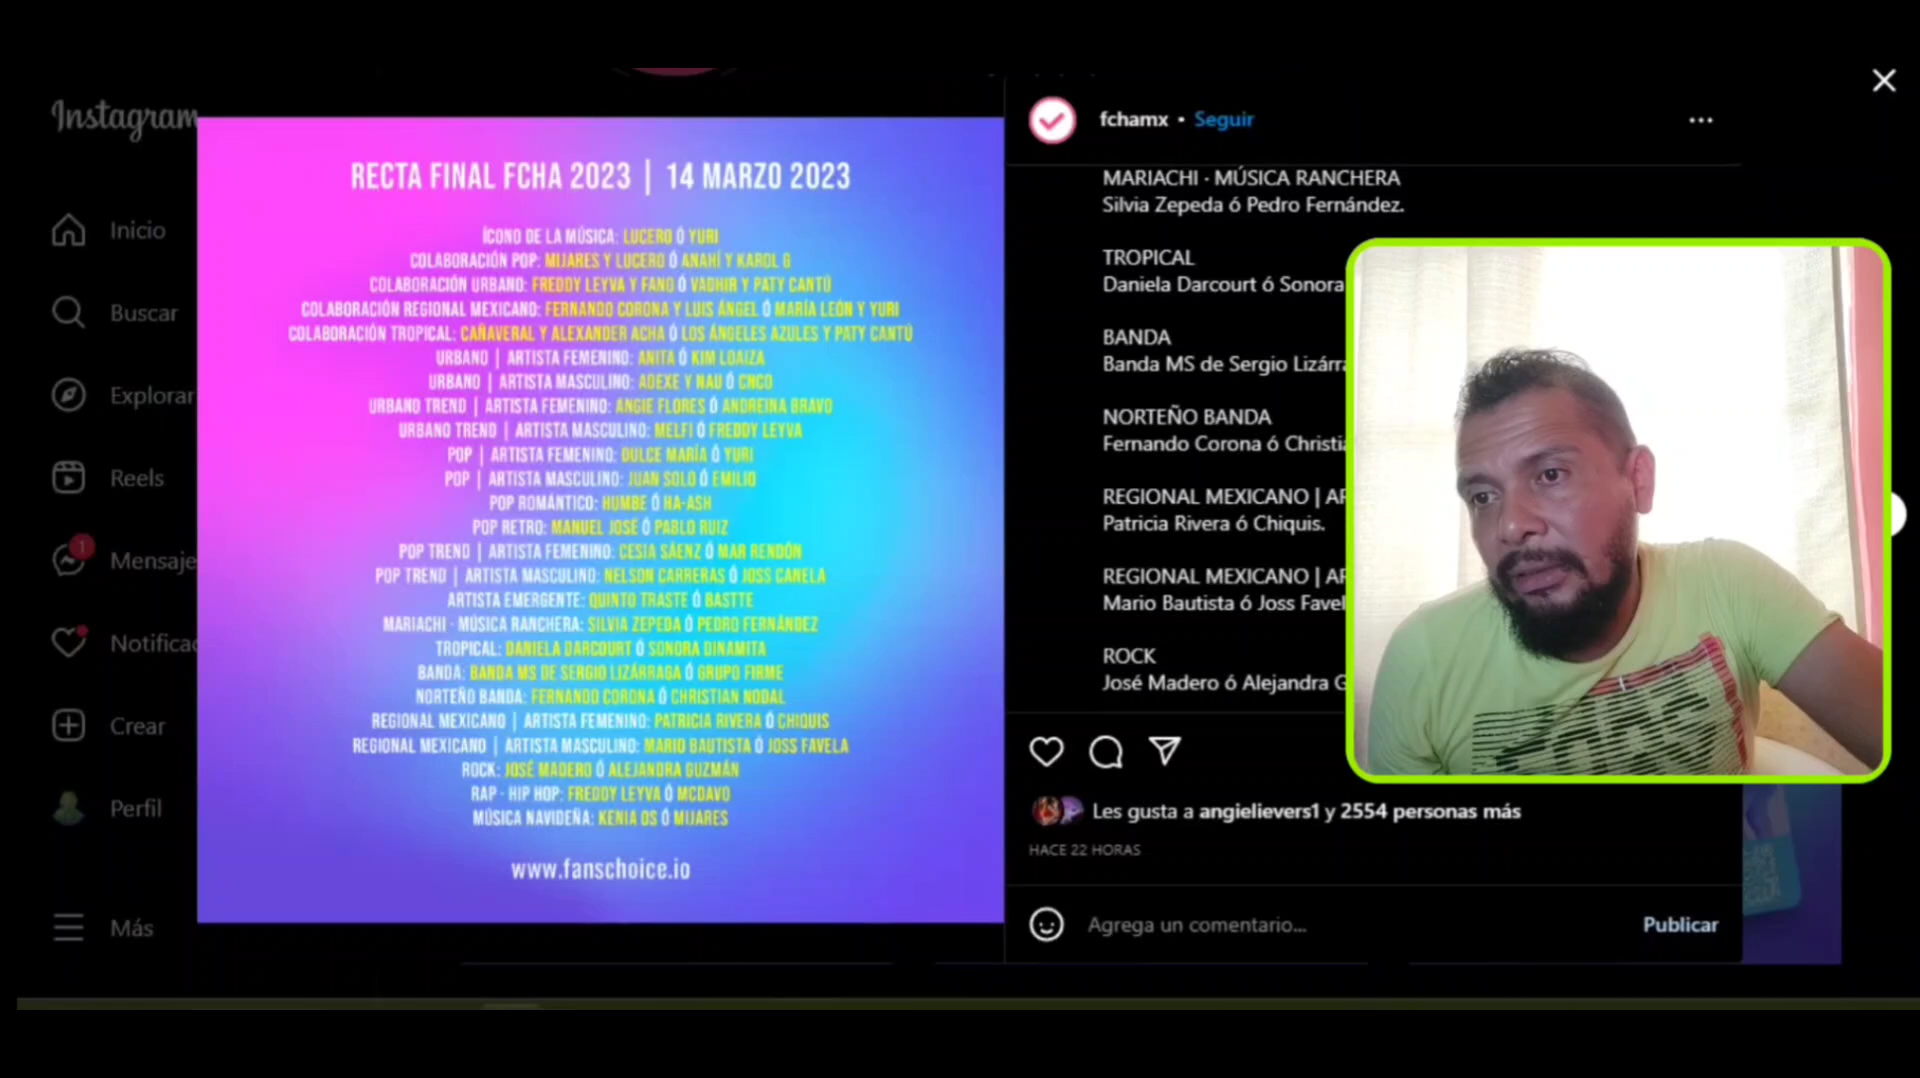 Instagram
Inicio
Buscar
Explorar
Reels
1
Mensaje
Notificac
Crear
Perfil
Más
RECTA FINAL FCHA 2023 | 14 MARZO 2023
ÍCONO DE LA MÚSICA: LUCERO Ó YURI
COLABORACIÓN POP: MIJARES Y LUCERO Ó ANAHÍ Y KAROL G
COLABORACIÓN URBANO: FREDDY LEYVA Y FANO Ó VADHIR Y PATY CANTÚ
COLABORACIÓN REGIONAL MEXICANO: FERNANDO CORONA Y LUIS ÁNGEL Ó MARÍA LEÓN Y YURI
COLABORACIÓN TROPICAL: CAÑAVERAL Y ALEXANDER ACHA Ó LOS ÁNGELES AZULES Y PATY CANTÚ
URBANO | ARTISTA FEMENINO: ANITA Ó KIM LOAIZA
URBANO | ARTISTA MASCULINO: ADEXE Y NAU Ó CNCO
URBANO TREND | ARTISTA FEMENINO: ANGIE FLORES Ó ANDREINA BRAVO
URBANO TREND | ARTISTA MASCULINO: MELFI Ó FREDDY LEYVA
POP | ARTISTA FEMENINO: DULCE MARÍA Ó YURI
POP | ARTISTA MASCULINO: JUAN SOLO Ó EMILIO
POP ROMÁNTICO: HUMBE Ó HA-ASH
POP RETRO: MANUEL JOSÉ Ó PABLO RUIZ
POP TREND | ARTISTA FEMENINO: CESIA SÁENZ Ó MAR RENDÓN
POP TREND | ARTISTA MASCULINO: NELSON CARRERAS Ó JOSS CANELA
ARTISTA EMERGENTE: QUINTO TRASTE Ó BASTTE
MARIACHI · MÚSICA RANCHERA: SILVIA ZEPEDA Ó PEDRO FERNÁNDEZ
TROPICAL: DANIELA DARCOURT Ó SONORA DINAMITA
BANDA: BANDA MS DE SERGIO LIZÁRRAGA Ó GRUPO FIRME
NORTEÑO BANDA: FERNANDO CORONA Ó CHRISTIAN NODAL
REGIONAL MEXICANO | ARTISTA FEMENINO: PATRICIA RIVERA Ó CHIQUIS
REGIONAL MEXICANO | ARTISTA MASCULINO: MARIO BAUTISTA Ó JOSS FAVELA
ROCK: JOSÉ MADERO Ó ALEJANDRA GUZMÁN
RAP · HIP HOP: FREDDY LEYVA Ó MCDAVO
MÚSICA NAVIDEÑA: KENIA OS Ó MIJARES
www.fanschoice.io
fchamx • Seguir
MARIACHI · MÚSICA RANCHERA
Silvia Zepeda ó Pedro Fernández.
TROPICAL
Daniela Darcourt ó Sonora
BANDA
Banda MS de Sergio Lizárra
NORTEÑO BANDA
Fernando Corona ó Christia
REGIONAL MEXICANO | AR
Patricia Rivera ó Chiquis.
REGIONAL MEXICANO | AR
Mario Bautista ó Joss Favel
ROCK
José Madero ó Alejandra G
Les gusta a angielievers1 y 2554 personas más
HACE 22 HORAS
Agrega un comentario...
Publicar